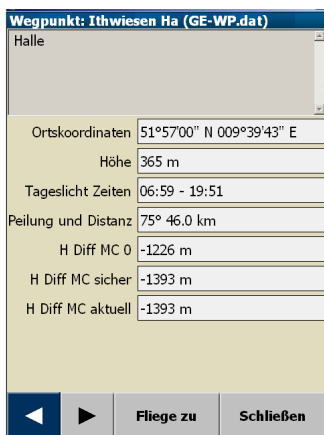 Wegpunkt: Ithwiesen Ha (GE-WP.dat)
Halle
Ortskoordinaten 51°57'00" N 009°39'43" E
Höhe 365 m
Tageslicht Zeiten 06:59 - 19:51
Peilung und Distanz 75° 46.0 km
H Diff MC 0 -1226 m
H Diff MC sicher -1393 m
H Diff MC aktuell -1393 m
Fliege zu Schließen